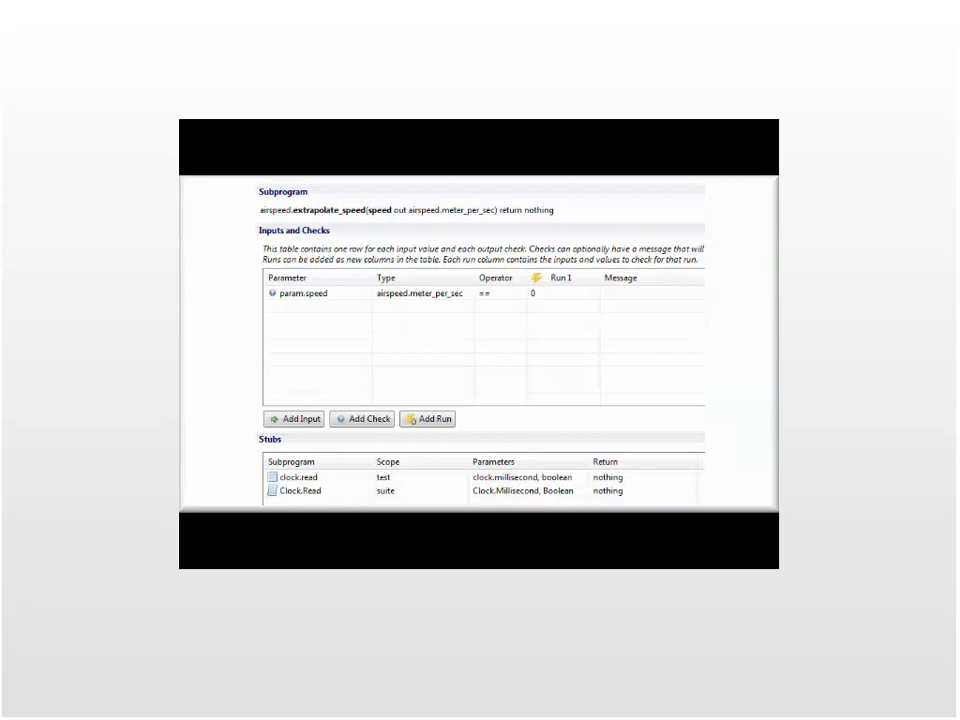 Subprogram
airspeed.extrapolate_speed(speed out airspeed.meter_per_sec) return nothing
Inputs and Checks
This table contains one row for each input value and each output check. Checks can optionally have a message that will
Runs can be added as new columns in the table. Each run column contains the inputs and values to check for that run.
Parameter Type Operator Run 1 Message
param.speed airspeed.meter_per_sec == 0
Add Input Add Check Add Run
Stubs
Subprogram Scope Parameters Return
clock.read test clock.millisecond, boolean nothing
Clock.Read suite Clock.Millisecond, Boolean nothing